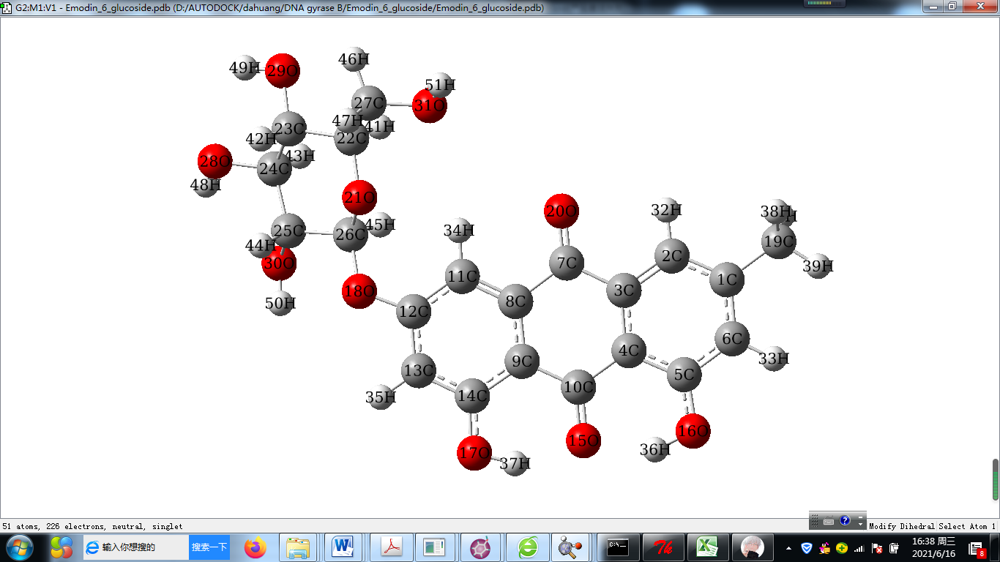 G2:M1:V1 - Emodin_6_glucoside.pdb (D:/AUTODOCK/dahuang/DNA gyrase B/Emodin_6_glucoside/Emodin_6_glucoside.pdb)
46H
49H 29O
51H
27C 31O
47H 41H
23C 22C
42H
43H
28O 24C
48H
21O
20O 32H 38H H
45H
34H
25C 26C
44H 19C
30O 7C 2C 39H
11C 1C
18O 3C
50H 12C 8C
6C
4C
9C 33H
13C 5C
10C
35H 14C
16O
15O
17O 36H
37H
51 atoms, 226 electrons, neutral, singlet
Modify Dihedral Select Atom 1
输入你想搜的 搜索一下
16:38 周三
2021/6/16
8